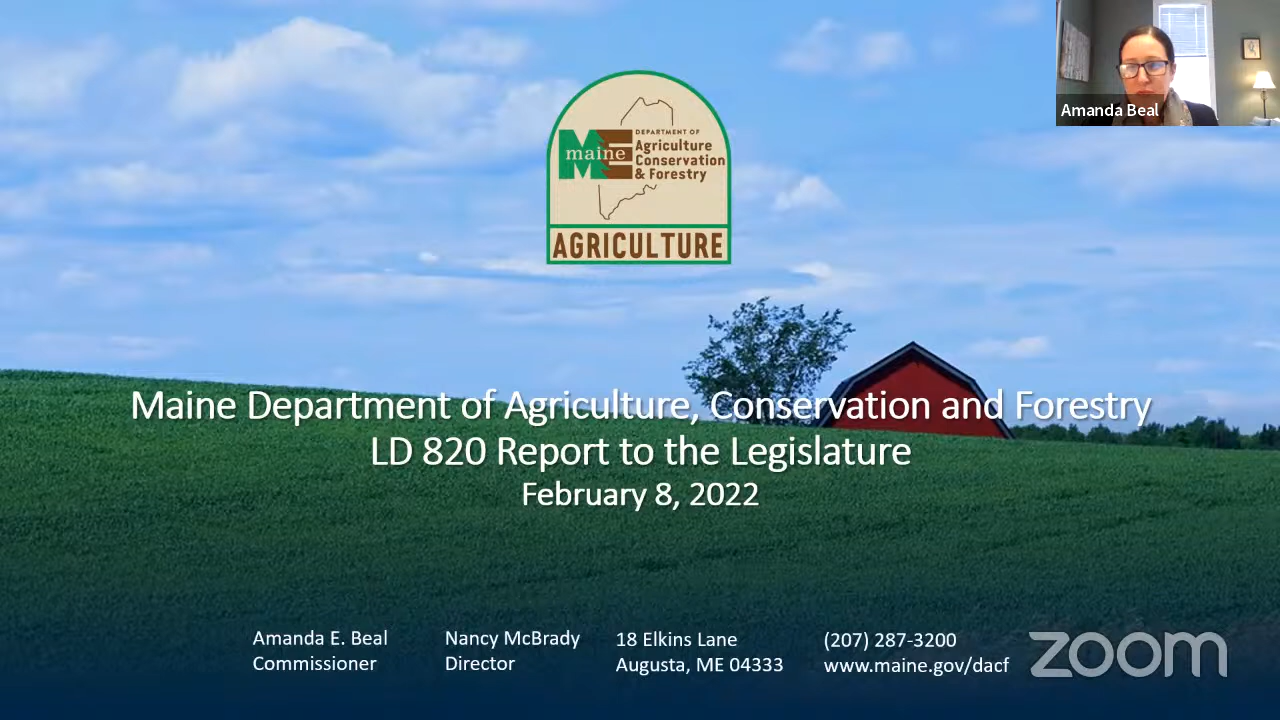 Amanda Beal
DEPARTMENT OF
maine
Agriculture
Conservation
& Forestry
AGRICULTURE
Maine Department of Agriculture, Conservation and Forestry
LD 820 Report to the Legislature
February 8, 2022
Amanda E. Beal
Commissioner
Nancy McBrady
Director
18 Elkins Lane
Augusta, ME 04333
(207) 287-3200
www.maine.gov/dacf
zoom